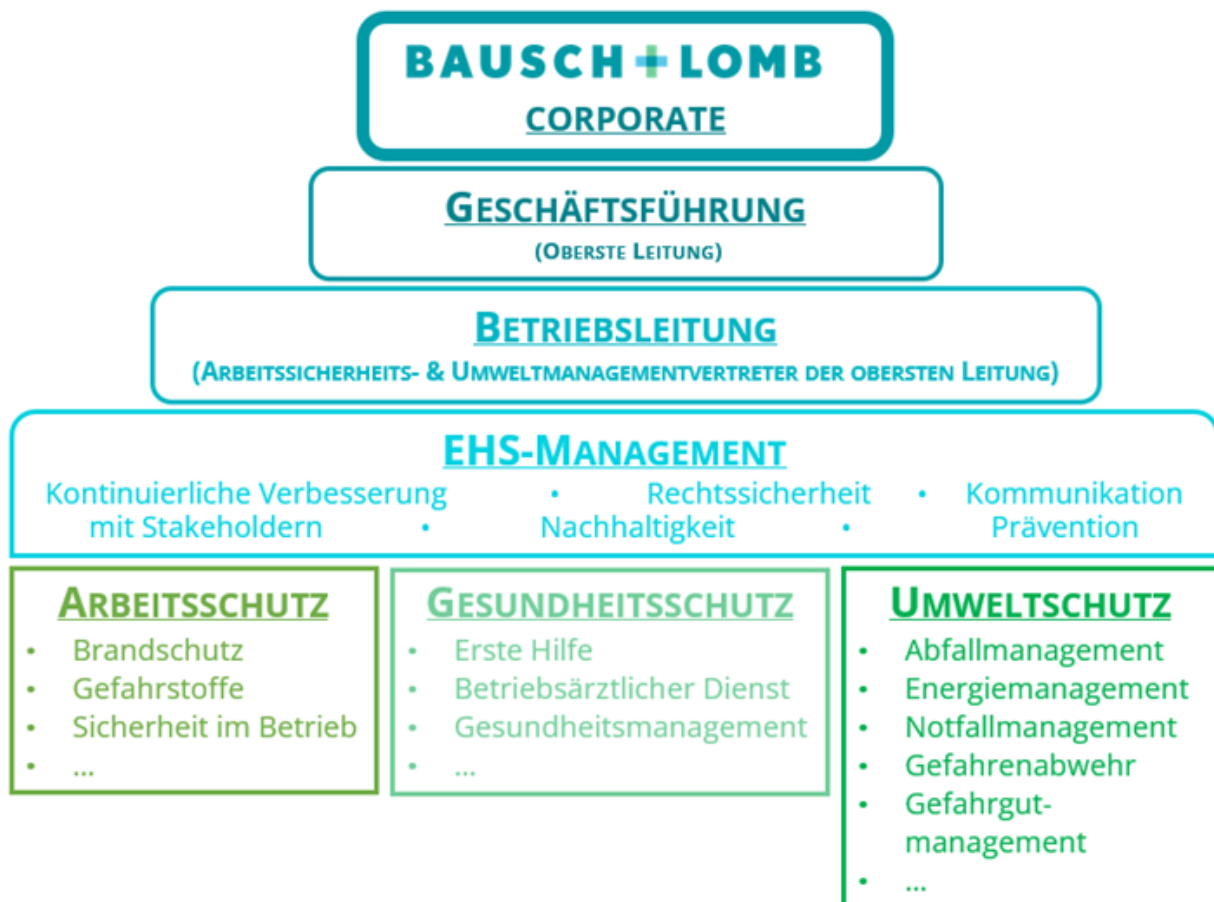 BAUSCH + LOMB
CORPORATE
GESCHÄFTSFÜHRUNG
(OBERSTE LEITUNG)
BETRIEBSLEITUNG
(ARBEITSSICHERHEITS- & UMWELTMANAGEMENTVERTRETER DER OBERSTEN LEITUNG)
EHS-MANAGEMENT
Kontinuierliche Verbesserung • Rechtssicherheit • Kommunikation
mit Stakeholdern • Nachhaltigkeit • Prävention
ARBEITSSCHUTZ
• Brandschutz
• Gefahrstoffe
• Sicherheit im Betrieb
• ...
GESUNDHEITSSCHUTZ
• Erste Hilfe
• Betriebsärztlicher Dienst
• Gesundheitsmanagement
• ...
UMWELTSCHUTZ
• Abfallmanagement
• Energiemanagement
• Notfallmanagement
• Gefahrenabwehr
• Gefahrgut-
management
• ...